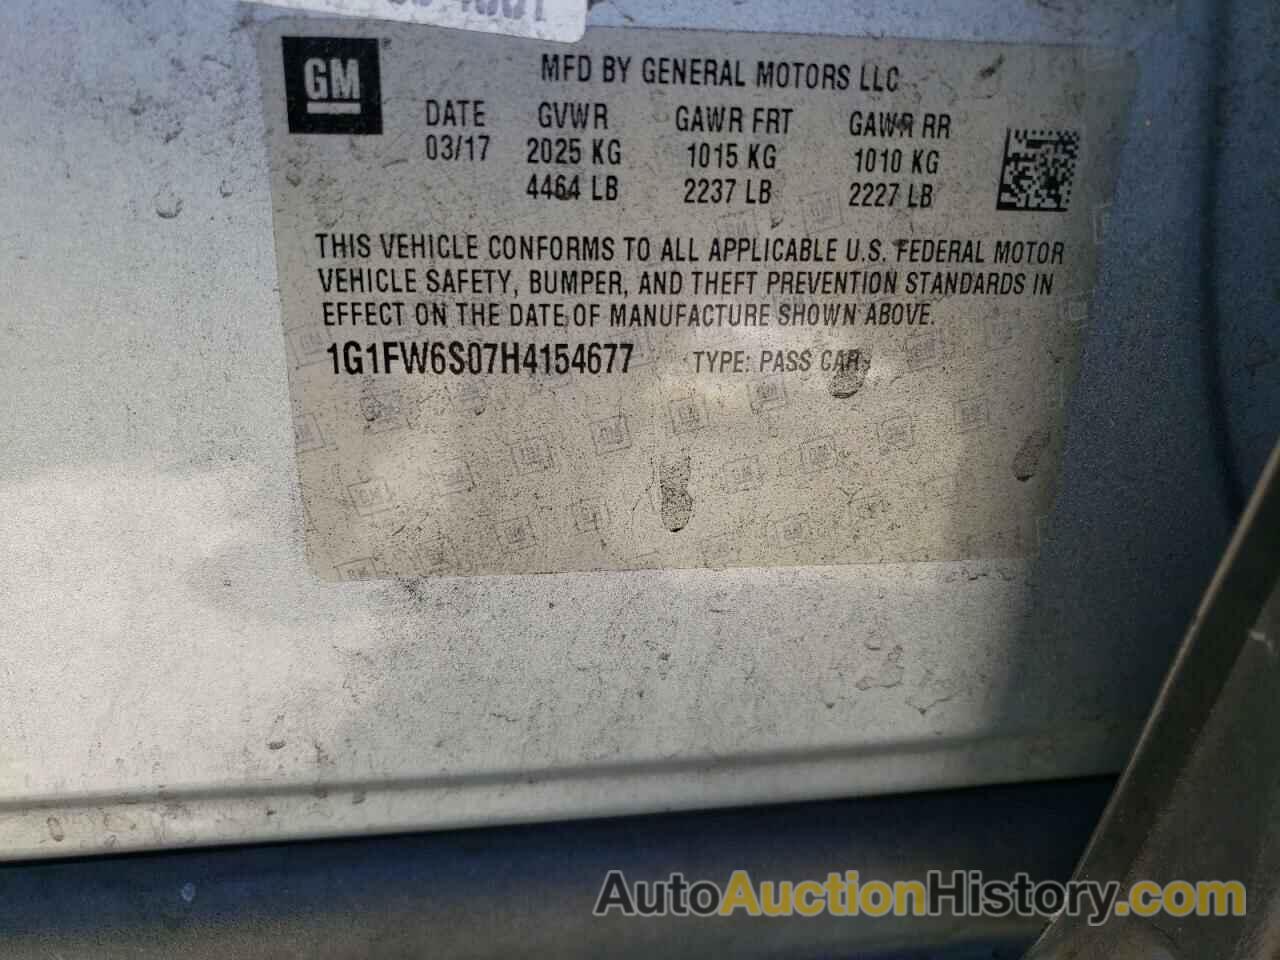 GM
MFD BY GENERAL MOTORS LLC
DATE GVWR GAWR FRT GAWR RR
03/17 2025 KG 1015 KG 1010 KG
4464 LB 2237 LB 2227 LB
THIS VEHICLE CONFORMS TO ALL APPLICABLE U.S. FEDERAL MOTOR
VEHICLE SAFETY, BUMPER, AND THEFT PREVENTION STANDARDS IN
EFFECT ON THE DATE OF MANUFACTURE SHOWN ABOVE.
1G1FW6S07H4154677 TYPE: PASS CAR
AutoAuctionHistory.com